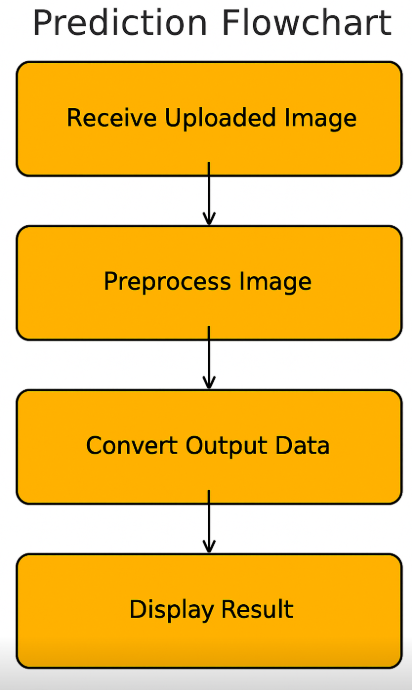 Prediction Flowchart
Receive Uploaded Image
Preprocess Image
Convert Output Data
Display Result